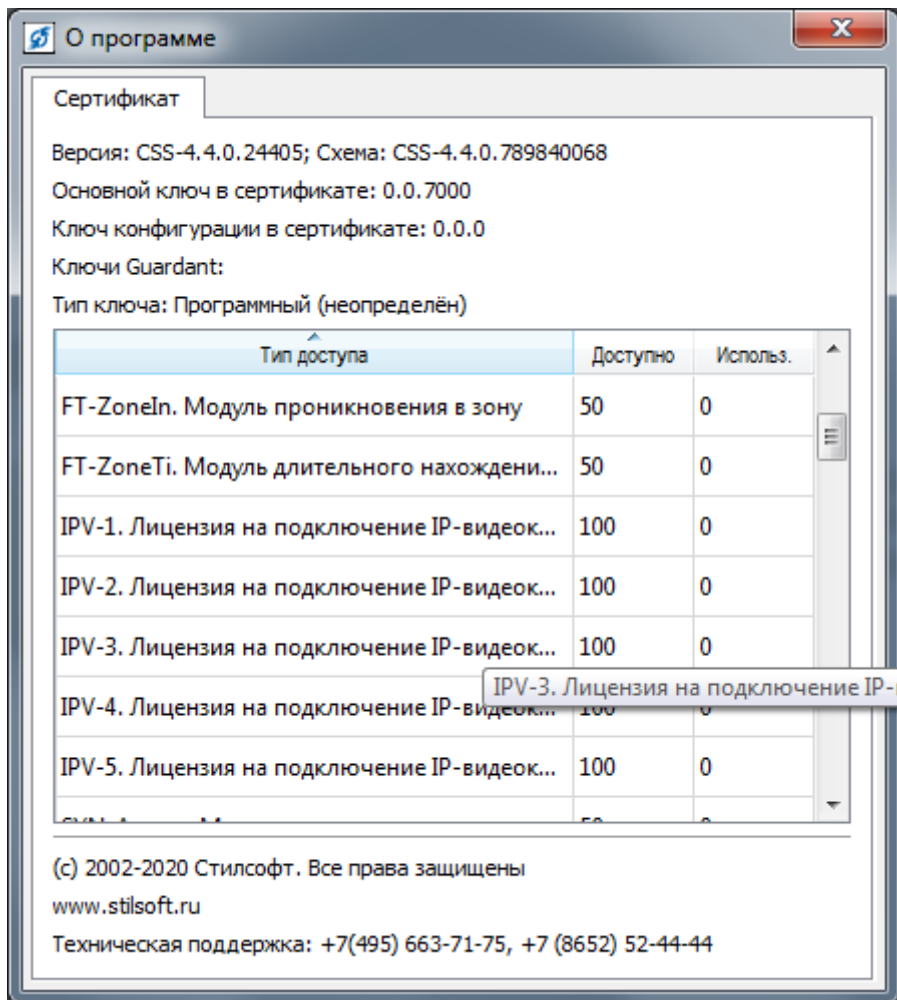 О программе
Сертификат
Версия: CSS-4.4.0.24405; Схема: CSS-4.4.0.789840068
Основной ключ в сертификате: 0.0.7000
Ключ конфигурации в сертификате: 0.0.0
Ключи Guardant:
Тип ключа: Программный (неопределён)
Тип доступа Доступно Использ.
FT-ZoneIn. Модуль проникновения в зону 50 0
FT-ZoneTi. Модуль длительного нахождени... 50 0
IPV-1. Лицензия на подключение IP-видеок... 100 0
IPV-2. Лицензия на подключение IP-видеок... 100 0
IPV-3. Лицензия на подключение IP-видеок... 100 0
IPV-3. Лицензия на подключение IP-
IPV-4. Лицензия на подключение IP-видеок... 100 0
IPV-5. Лицензия на подключение IP-видеок... 100 0
(c) 2002-2020 Стилсофт. Все права защищены
www.stilsoft.ru
Техническая поддержка: +7(495) 663-71-75, +7 (8652) 52-44-44